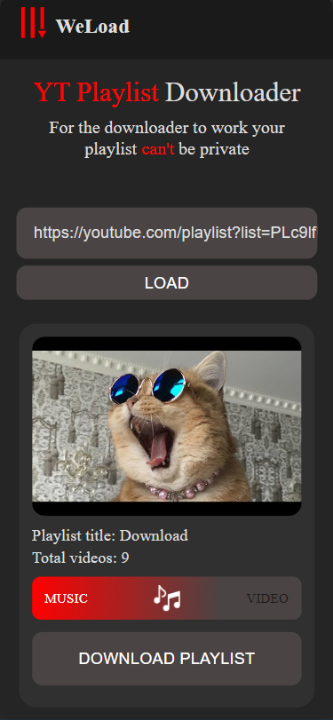 WeLoad
YT Playlist Downloader
For the downloader to work your
playlist can't be private
https://youtube.com/playlist?list=PLc9lf
LOAD
Playlist title: Download
Total videos: 9
MUSIC VIDEO
DOWNLOAD PLAYLIST